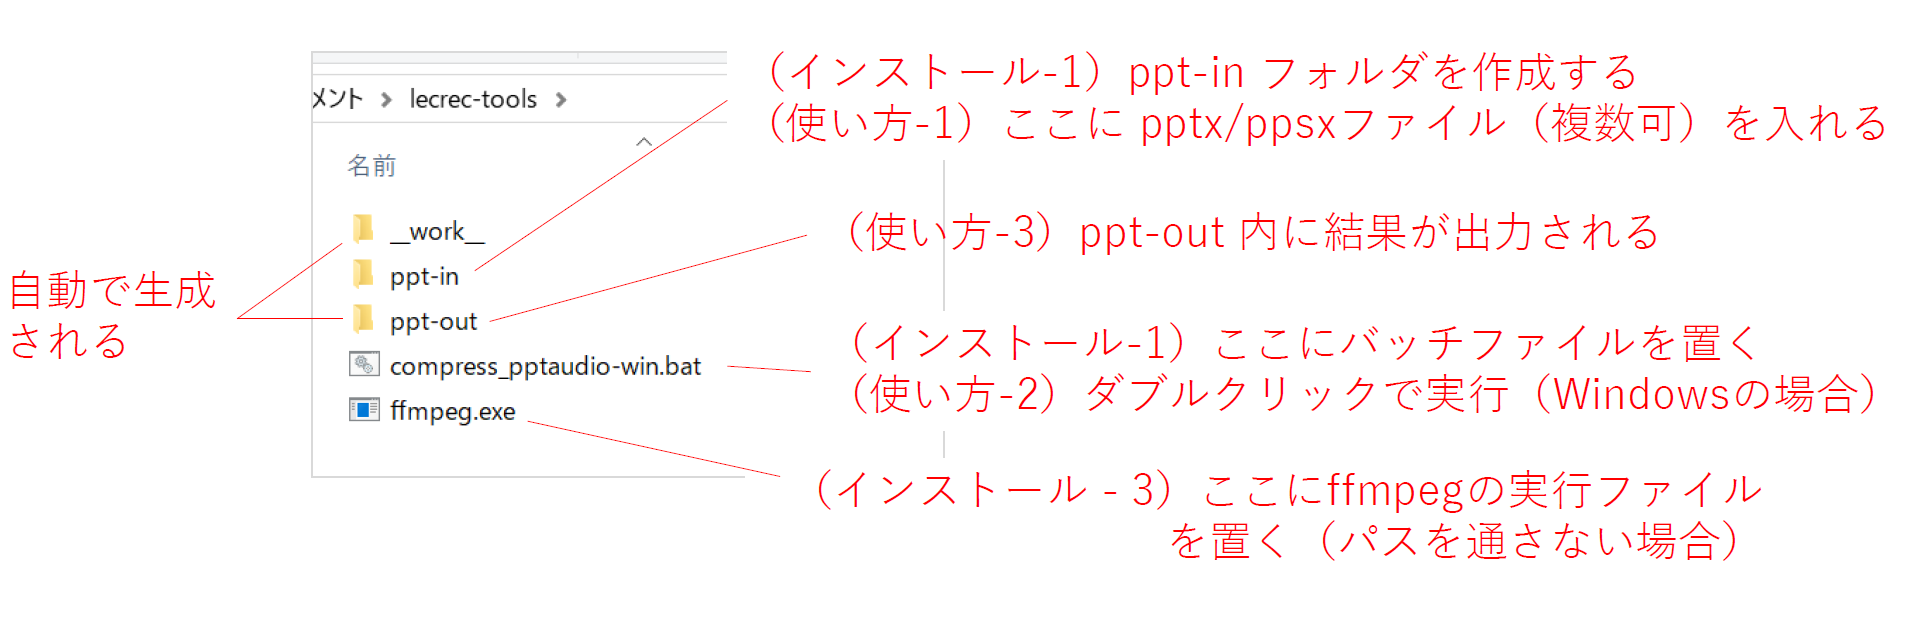 （インストール-1）ppt-in フォルダを作成する
（使い方-1）ここに pptx/ppsxファイル（複数可）を入れる
メント > lecrec-tools >
名前
__work__
ppt-in
ppt-out
compress_pptaudio-win.bat
ffmpeg.exe
自動で生成
される
（使い方-3）ppt-out 内に結果が出力される
（インストール-1）ここにバッチファイルを置く
（使い方-2）ダブルクリックで実行（Windowsの場合）
（インストール - 3）ここにffmpegの実行ファイル
を置く（パスを通さない場合）